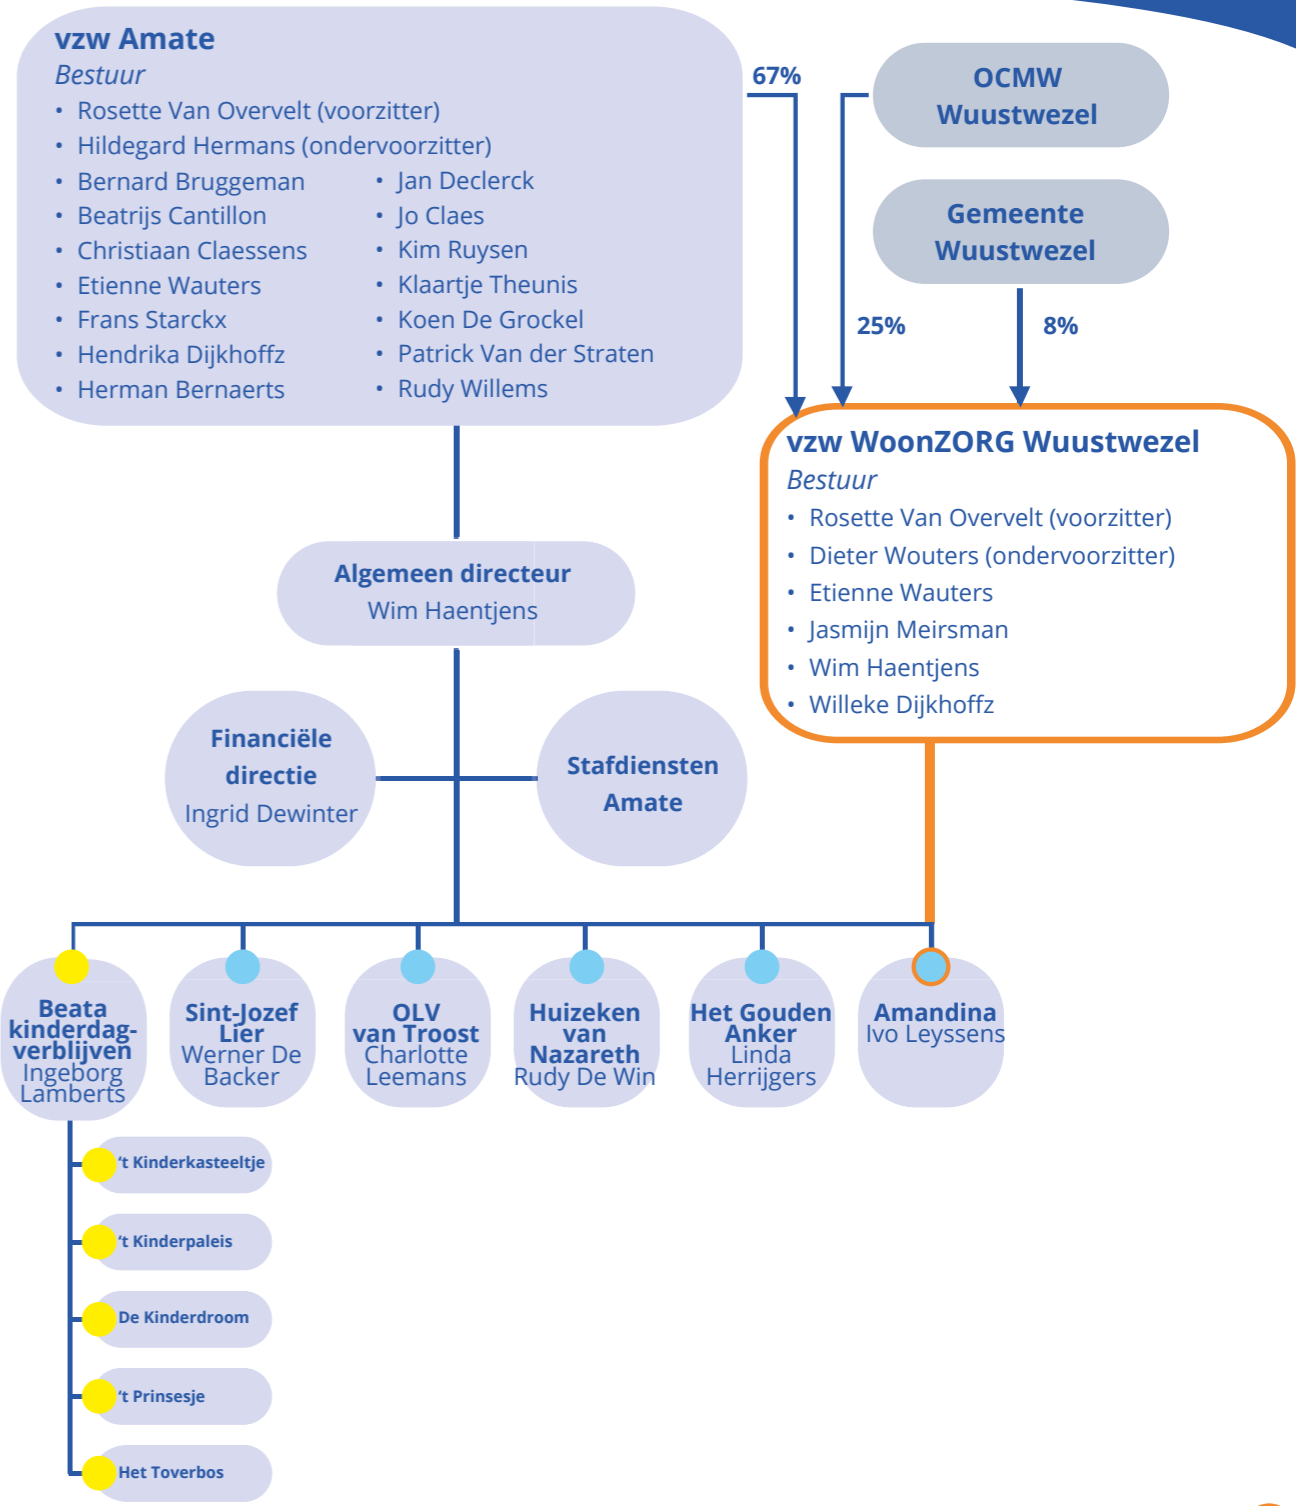 vzw Amate
Bestuur
• Rosette Van Overvelt (voorzitter)
• Hildegard Hermans (ondervoorzitter)
• Bernard Bruggeman
• Beatrijs Cantillon
• Christiaan Claessens
• Etienne Wauters
• Frans Starckx
• Hendrika Dijkhoffz
• Herman Bernaerts
• Jan Declerck
• Jo Claes
• Kim Ruysen
• Klaartje Theunis
• Koen De Grockel
• Patrick Van der Straten
• Rudy Willems
67%
OCMW
Wuustwezel
Gemeente
Wuustwezel
25%
8%
vzw WoonZORG Wuustwezel
Bestuur
• Rosette Van Overvelt (voorzitter)
• Dieter Wouters (ondervoorzitter)
• Etienne Wauters
• Jasmijn Meirsman
• Wim Haentjens
• Willeke Dijkhoffz
Algemeen directeur
Wim Haentjens
Financiële
directie
Ingrid Dewinter
Stafdiensten
Amate
Beata
kinderdag-
verblijven
Ingeborg
Lamberts
Sint-Jozef
Lier
Werner De
Backer
OLV
van Troost
Charlotte
Leemans
Huizeken
van
Nazareth
Rudy De Win
Het Gouden
Anker
Linda
Herrijgers
Amandina
Ivo Leyssens
‘t Kinderkasteeltje
‘t Kinderpaleis
De Kinderdroom
‘t Prinsesje
Het Toverbos